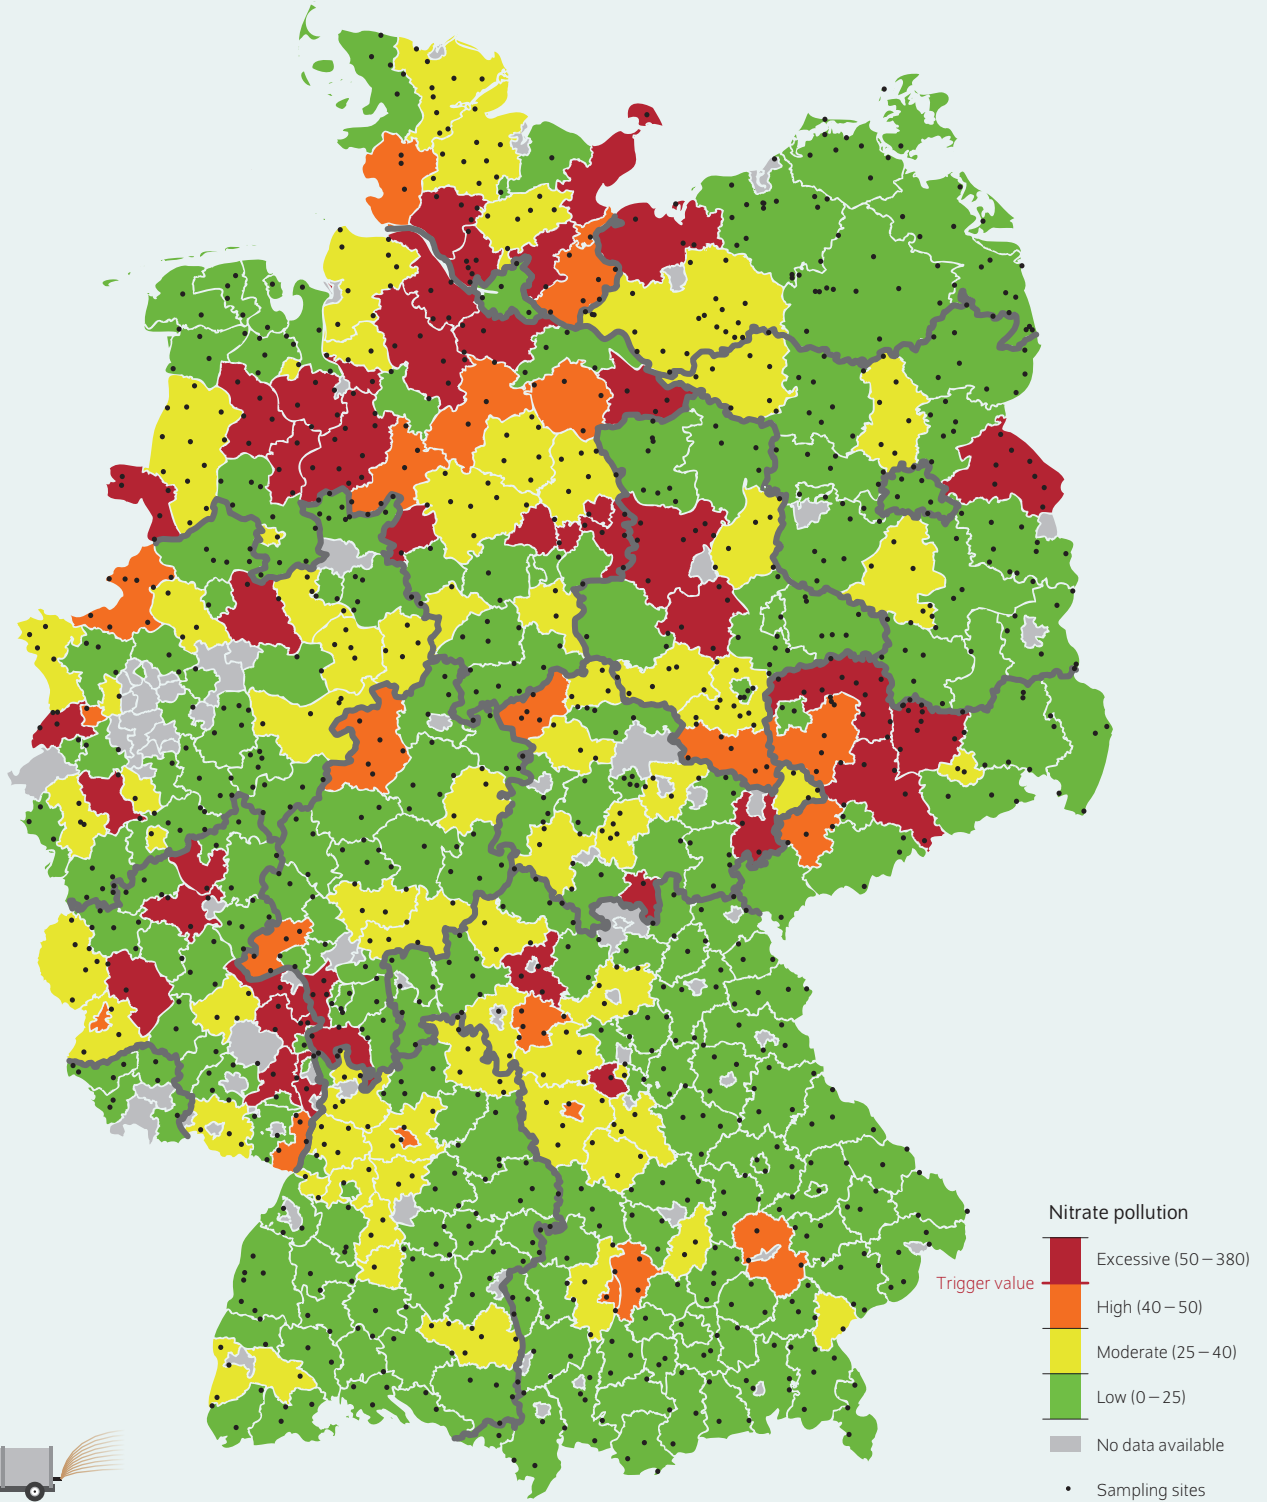 Nitrate pollution
Excessive (50 – 380)
Trigger value
High (40 – 50)
Moderate (25 – 40)
Low (0 – 25)
No data available
Sampling sites